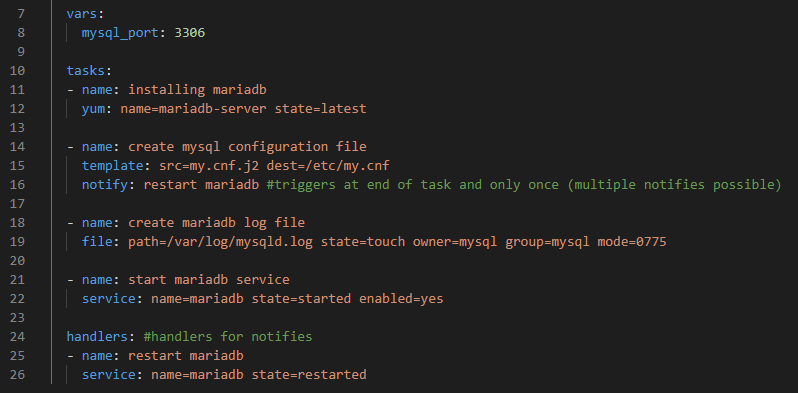 7 vars:
8 mysql_port: 3306
9
10 tasks:
11 - name: installing mariadb
12 yum: name=mariadb-server state=latest
13
14 - name: create mysql configuration file
15 template: src=my.cnf.j2 dest=/etc/my.cnf
16 notify: restart mariadb #triggers at end of task and only once (multiple notifies possible)
17
18 - name: create mariadb log file
19 file: path=/var/log/mysqld.log state=touch owner=mysql group=mysql mode=0775
20
21 - name: start mariadb service
22 service: name=mariadb state=started enabled=yes
23
24 handlers: #handlers for notifies
25 - name: restart mariadb
26 service: name=mariadb state=restarted